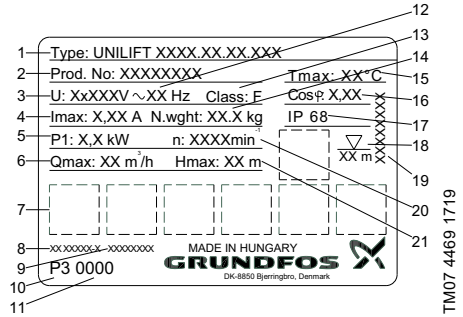 12
13
14
1 Type: UNILIFT XXXX.XX.XX.XXX
2 Prod. No: XXXXXXXX Tmax: XX°C 15
3 U: XxXXXV ~XX Hz Class: F Cosφ X,XX 16
4 Imax: X,XX A N.wght: XX.X kg IP 68 17
5 P1: X,X kW n: XXXXmin⁻¹ XX m 18
6 Qmax: XX m³/h Hmax: XX m XXXXXXXXX 19
20
21
7
8 XX XXXXX-X XXXXXXXX MADE IN HUNGARY
9 GRUNDFOS X
10 P3 0000 DK-8850 Bjerringbro, Denmark
11
TM07 4469 1719